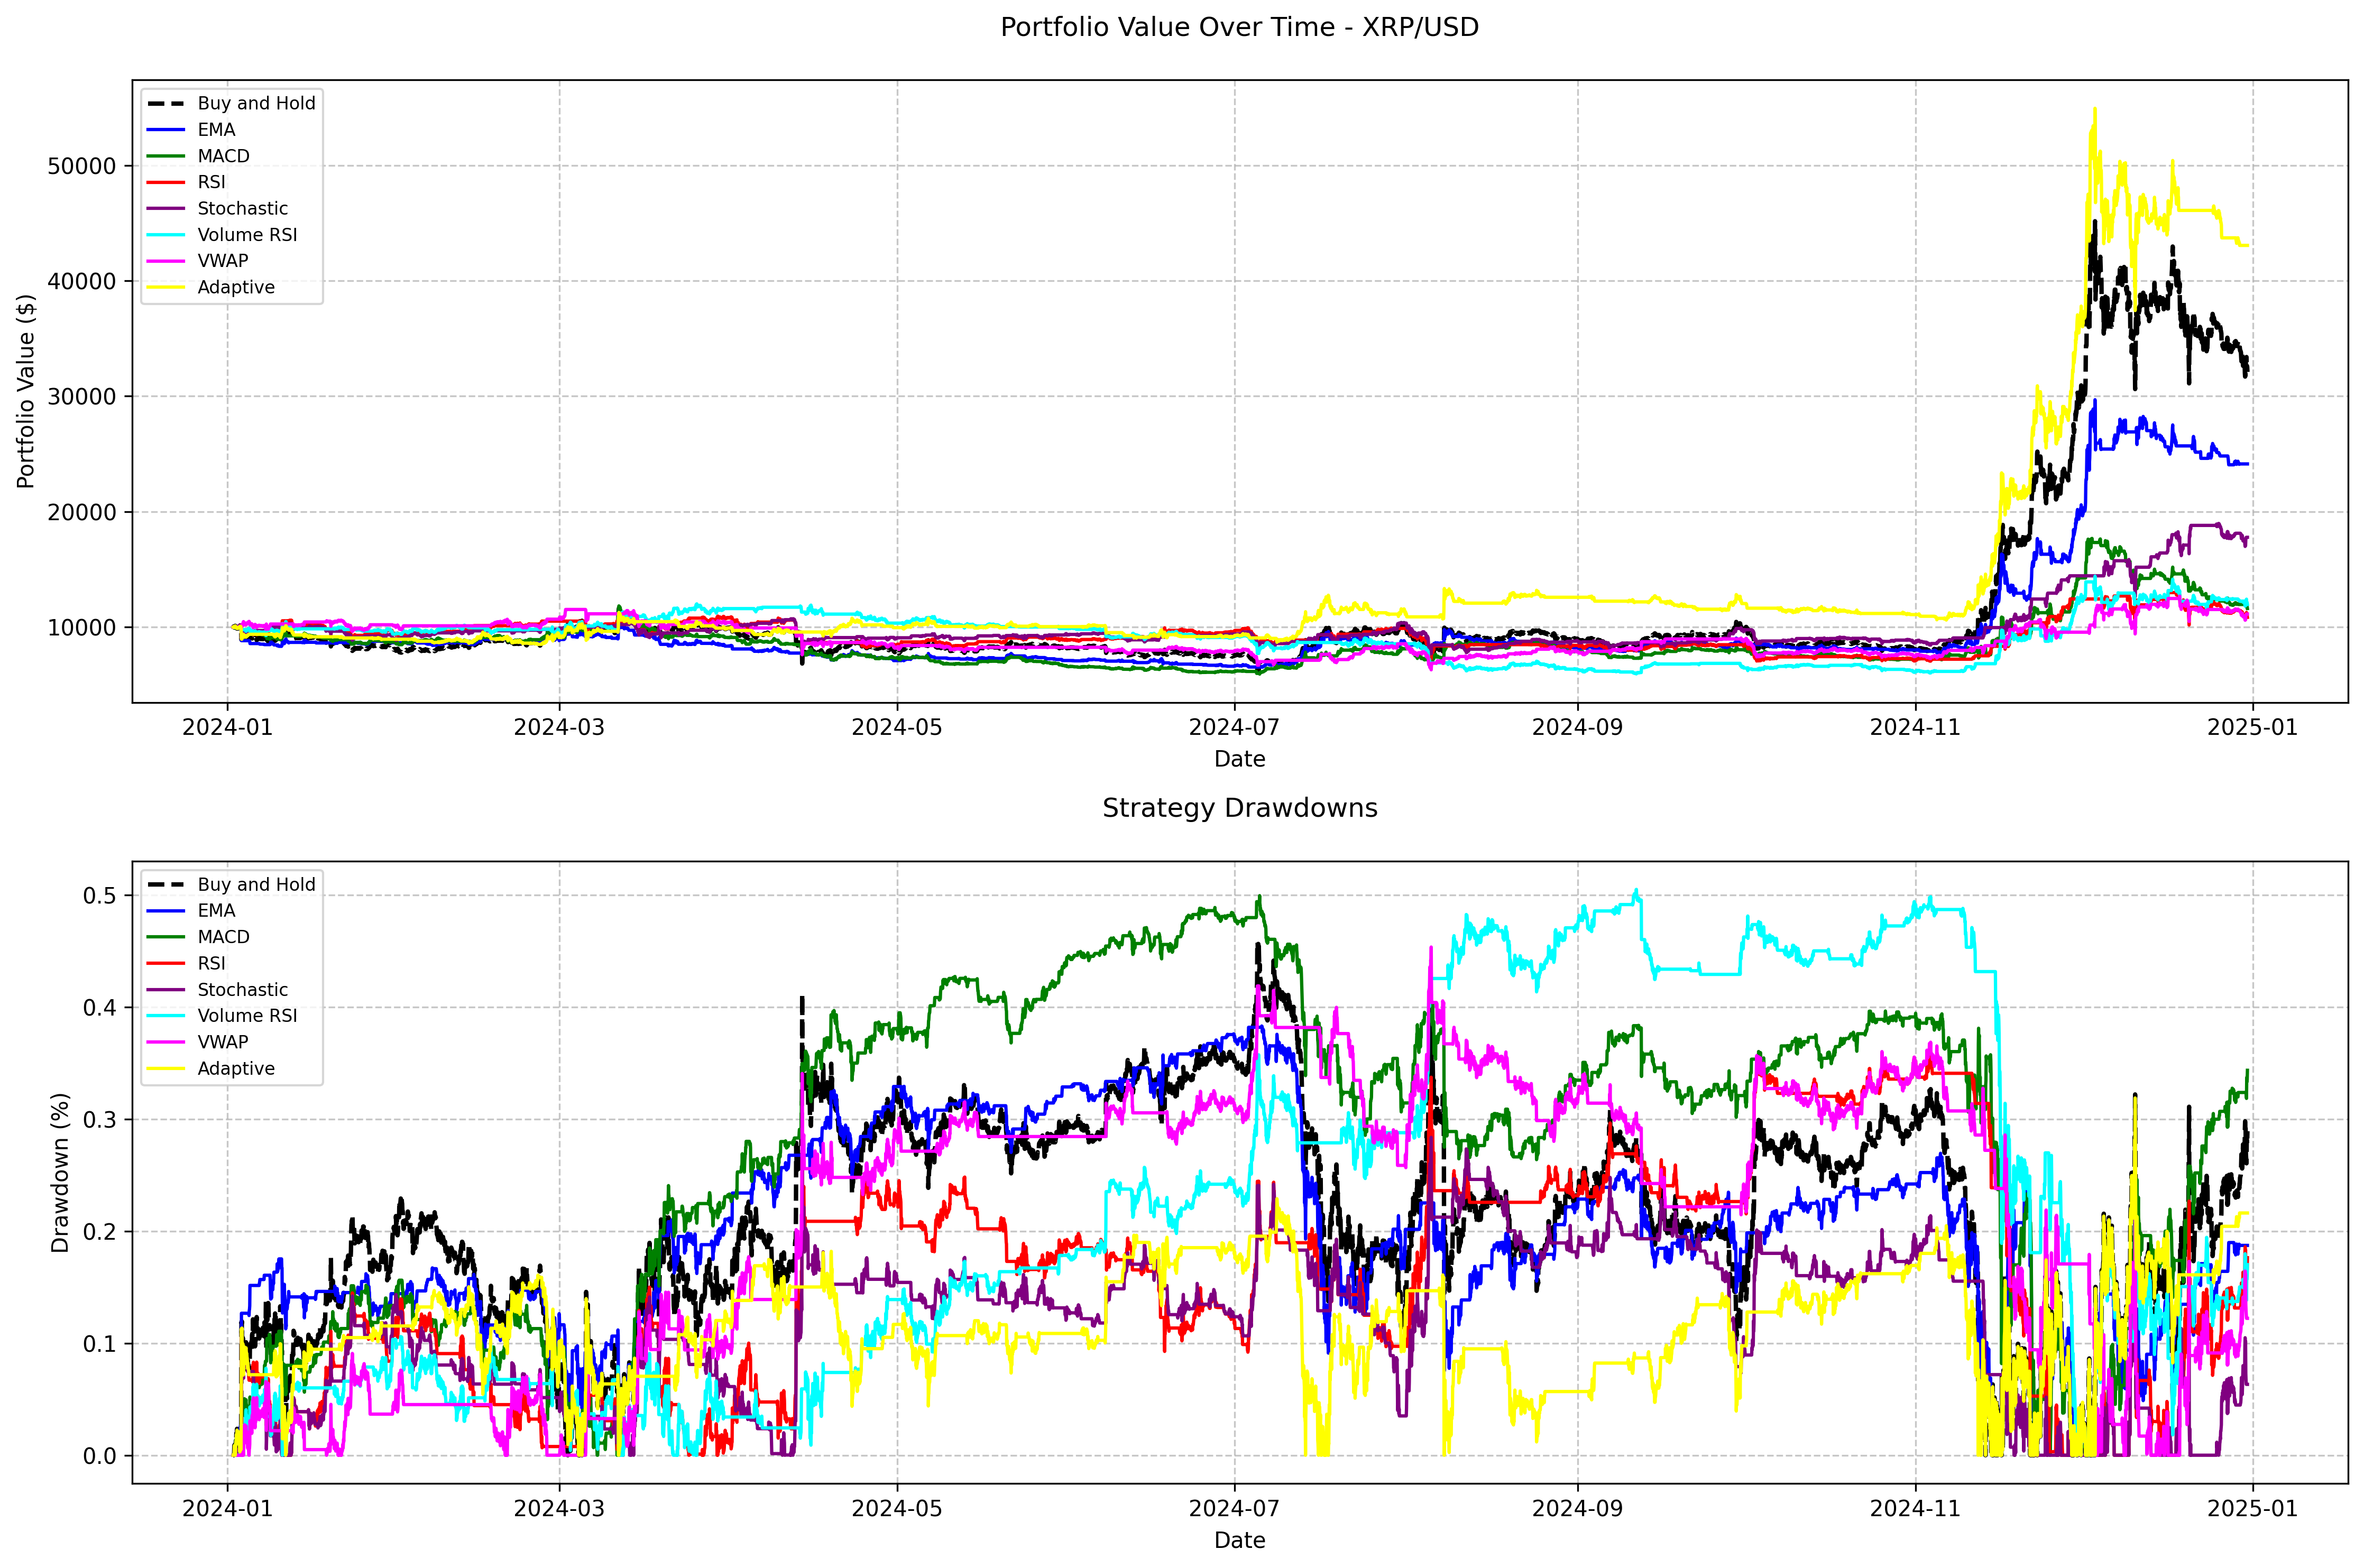 Portfolio Value Over Time - XRP/USD
Portfolio Value ($)
50000
40000
30000
20000
10000
Buy and Hold
EMA
MACD
RSI
Stochastic
Volume RSI
VWAP
Adaptive
2024-01 2024-03 2024-05 2024-07 2024-09 2024-11 2025-01
Date
Strategy Drawdowns
Drawdown (%)
0.5
0.4
0.3
0.2
0.1
0.0
Buy and Hold
EMA
MACD
RSI
Stochastic
Volume RSI
VWAP
Adaptive
2024-01 2024-03 2024-05 2024-07 2024-09 2024-11 2025-01
Date